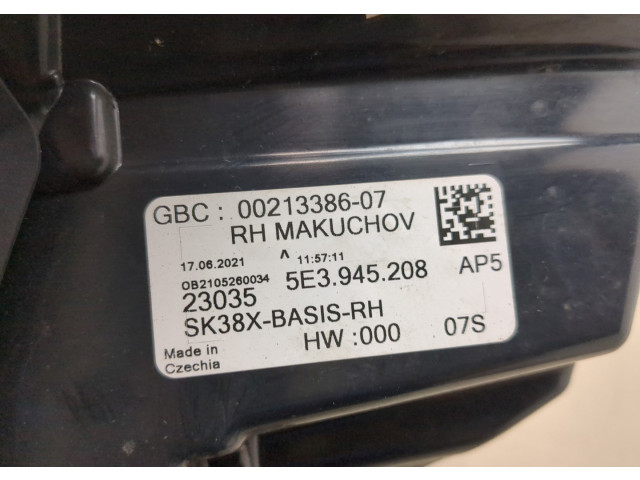 GBC : 00213386-07
RH MAKUCHOV
17.06.2021 ^ 11:57:11
OB2105260034 5E3.945.208 AP5
23035
SK38X-BASIS-RH
HW :000 07S
Made in
Czechia